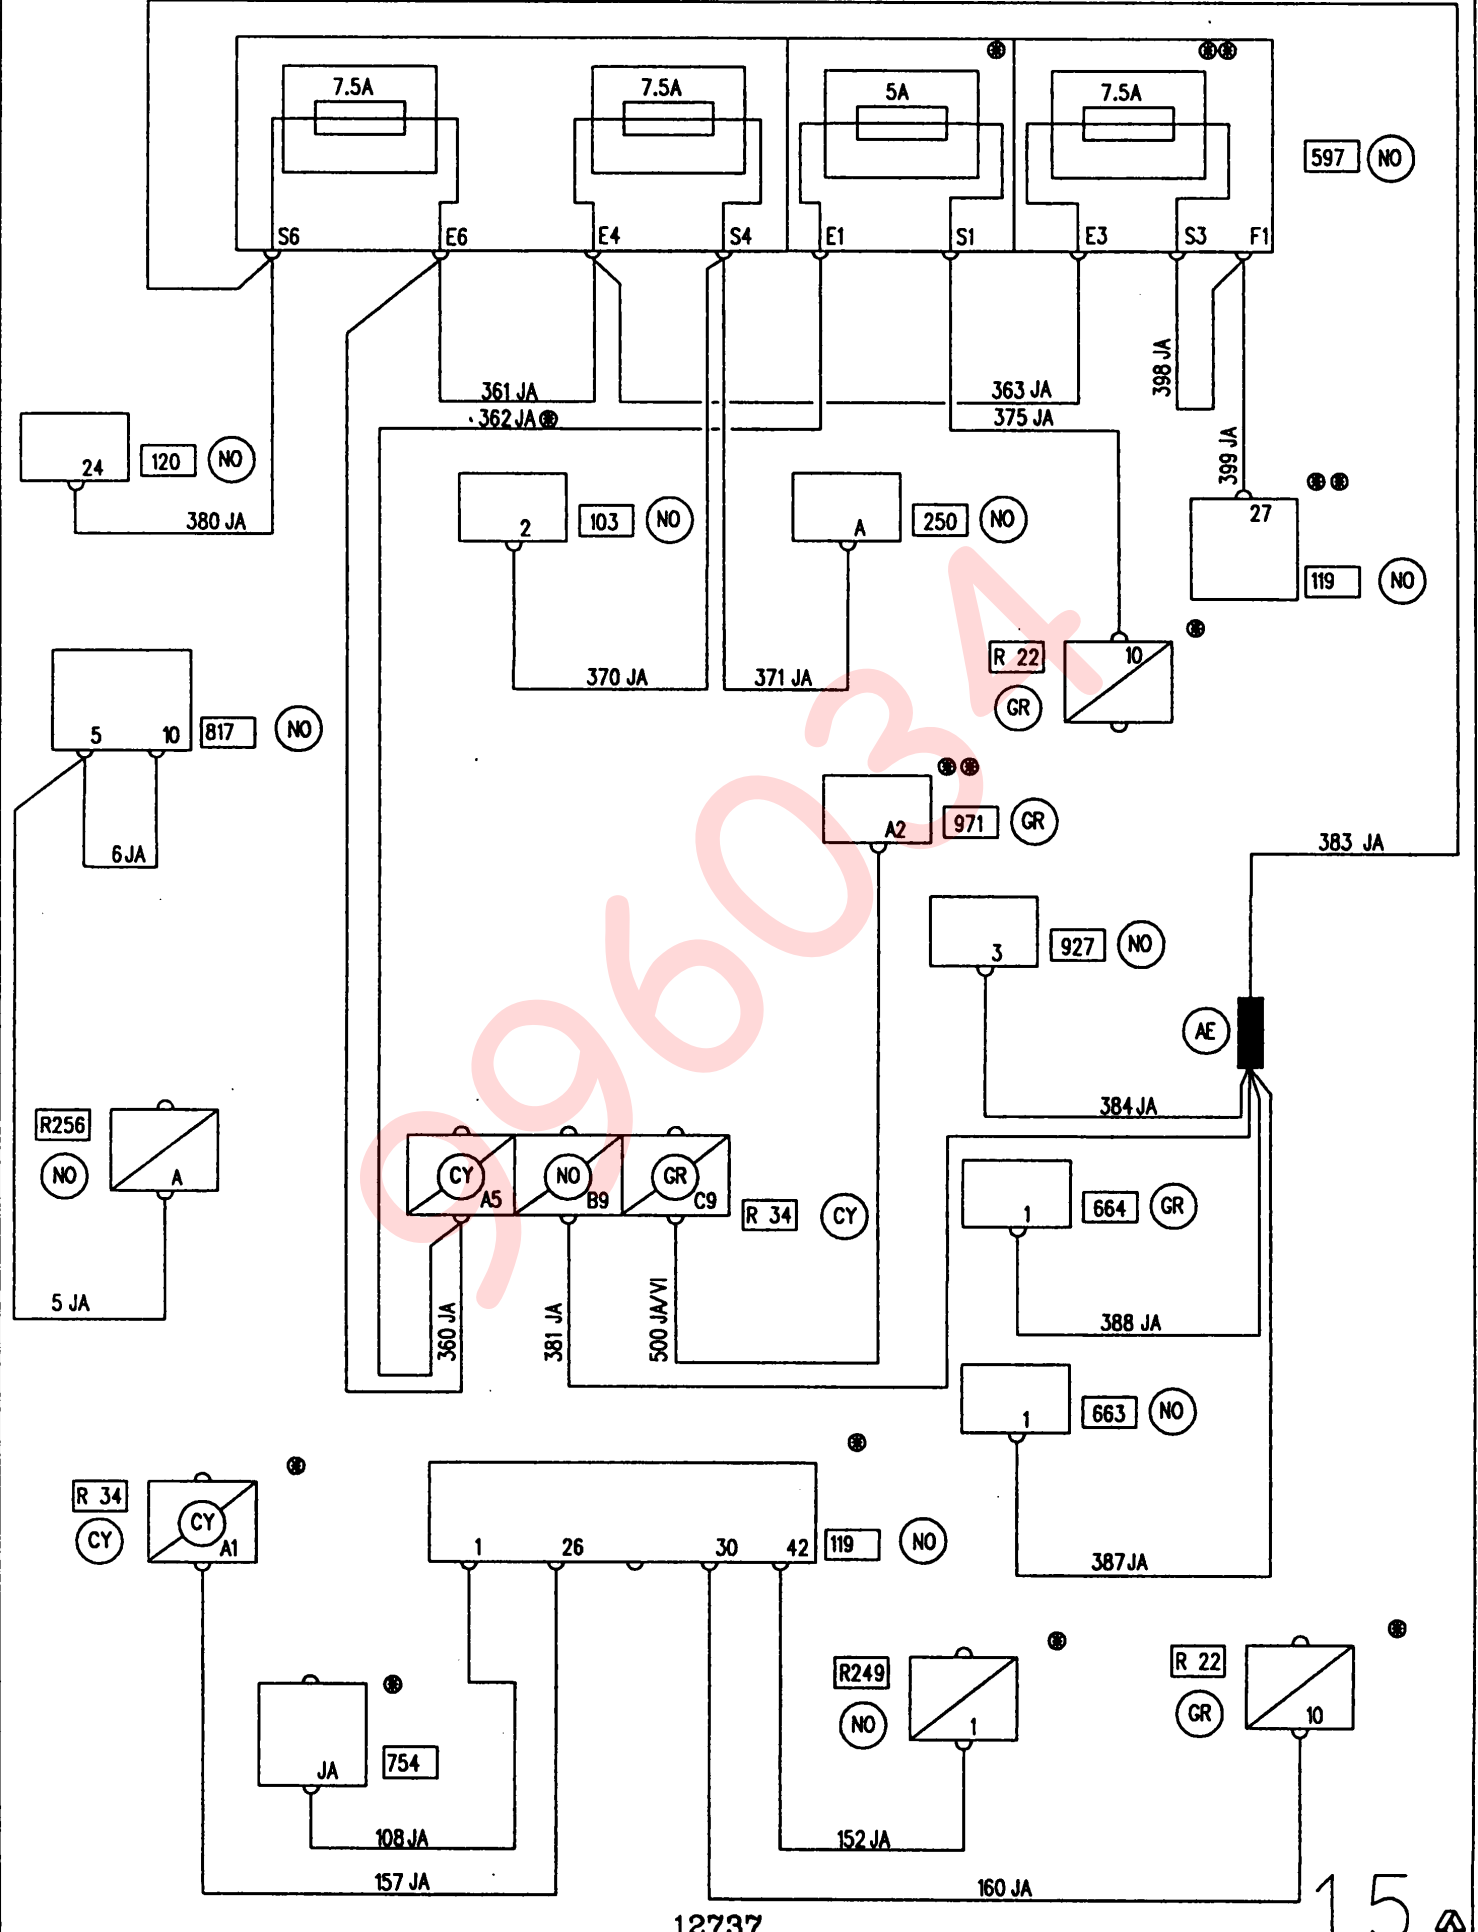 7.5A 7.5A 5A 7.5A
597 NO
S6 E6 E4 S4 E1 S1 E3 S3 F1
398 JA
361 JA 363 JA
362 JA 375 JA
399 JA
24 120 NO
380 JA
2 103 NO A 250 NO
27
119 NO
R 22 10
GR
370 JA 371 JA
5 10 817 NO
6 JA
A2 971 GR
383 JA
3 927 NO
AE
384 JA
R256
NO A
CY NO GR
A5 B9 C9
R 34 CY
1 664 GR
5 JA
360 JA 381 JA 500 JA/VI
388 JA
1 663 NO
R 34
CY CY
A1
1 26 30 42
119 NO
387 JA
R249
NO 1
R 22
GR 10
JA 754
108 JA
152 JA
157 JA
160 JA
12737
15
996034